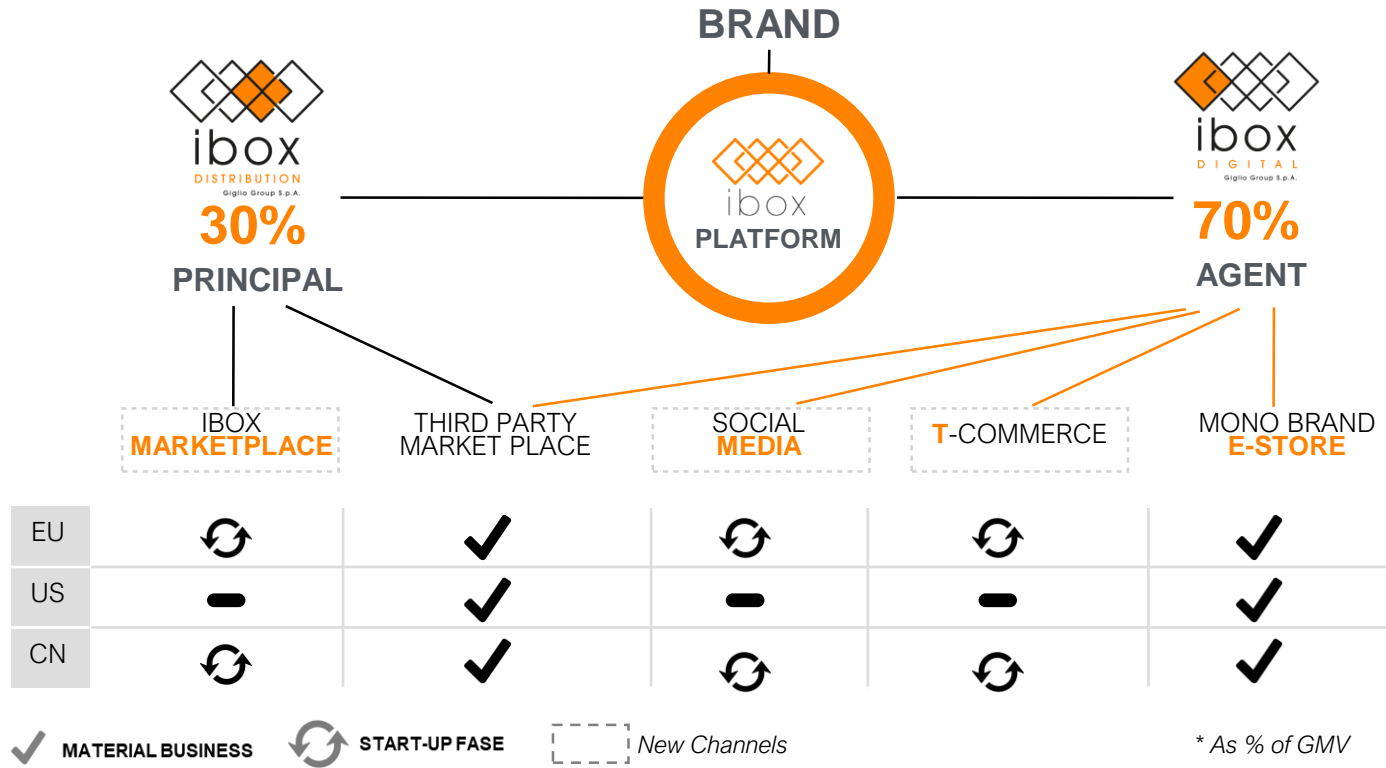 BRAND
ibox
DISTRIBUTION
Giglio Group S.p.A.
30%
PRINCIPAL
ibox
PLATFORM
ibox
DIGITAL
Giglio Group S.p.A.
70%
AGENT
IBOX
MARKETPLACE
THIRD PARTY
MARKET PLACE
SOCIAL
MEDIA
T-COMMERCE
MONO BRAND
E-STORE
EU
US
CN
MATERIAL BUSINESS
START-UP FASE
New Channels
* As % of GMV